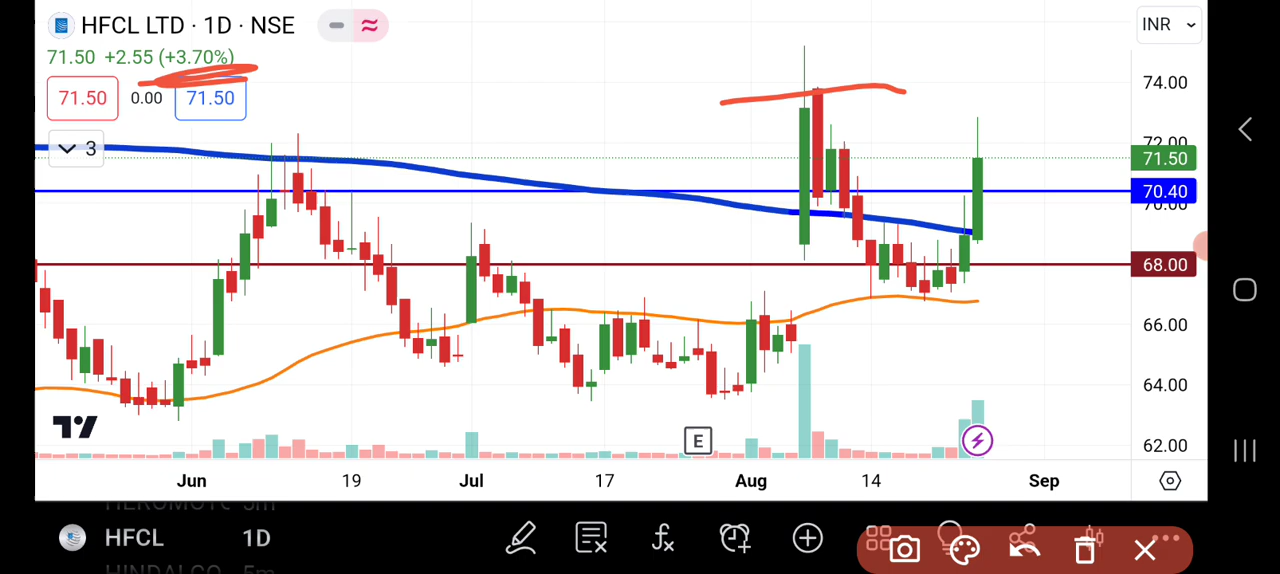 HFCL LTD · 1D · NSE
INR
71.50 +2.55 (+3.70%)
71.50 0.00 71.50
3
74.00
72.00
71.50
70.40
70.00
68.00
66.00
64.00
62.00
E
Jun 19 Jul 17 Aug 14 Sep
HFCL 1D